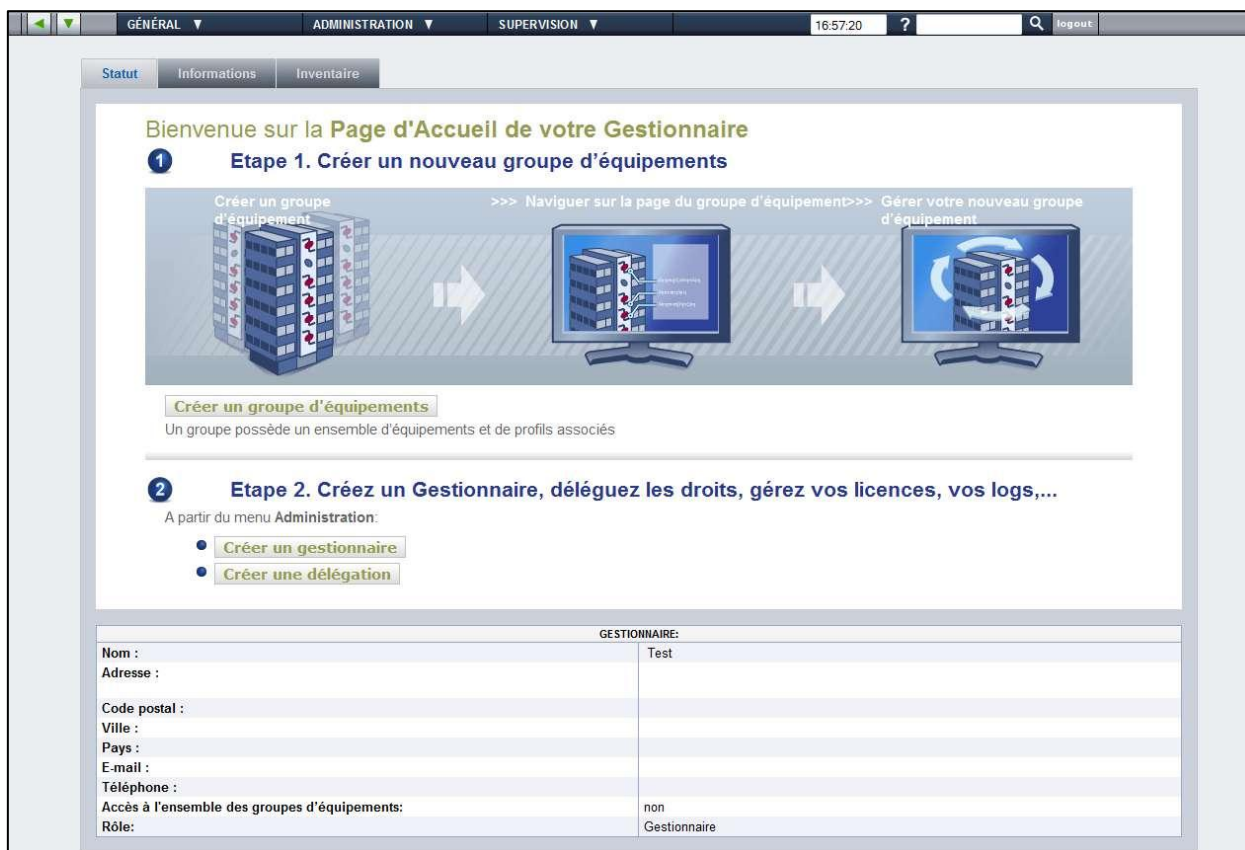 GÉNÉRAL ▼ ADMINISTRATION ▼ SUPERVISION ▼ 16:57:20 ? logout
Statut Informations Inventaire
Bienvenue sur la Page d'Accueil de votre Gestionnaire
1 Etape 1. Créer un nouveau groupe d'équipements
Créer un groupe d'équipement >>> Naviguer sur la page du groupe d'équipement>>> Gérer votre nouveau groupe d'équipement
Créer un groupe d'équipements
Un groupe possède un ensemble d'équipements et de profils associés
2 Etape 2. Créez un Gestionnaire, déléguez les droits, gérez vos licences, vos logs,...
A partir du menu Administration:
Créer un gestionnaire
Créer une délégation
GESTIONNAIRE:
Nom : Test
Adresse :
Code postal :
Ville :
Pays :
E-mail :
Téléphone :
Accès à l'ensemble des groupes d'équipements: non
Rôle: Gestionnaire